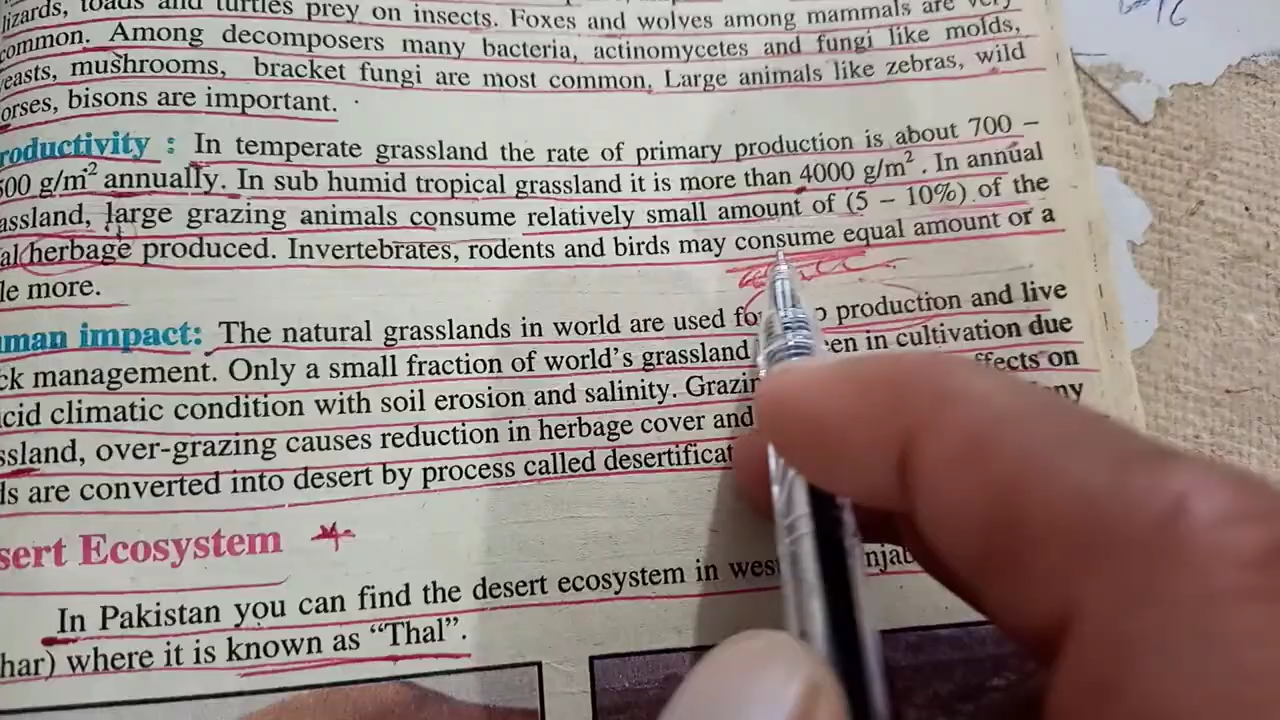 lizards, toads and turtles prey on insects. Foxes and wolves among mammals are very
common. Among decomposers many bacteria, actinomycetes and fungi like molds,
yeasts, mushrooms, bracket fungi are most common. Large animals like zebras, wild
orses, bisons are important.
roductivity : In temperate grassland the rate of primary production is about 700 –
500 g/m² annually. In sub humid tropical grassland it is more than 4000 g/m². In annual
assland, large grazing animals consume relatively small amount of (5 – 10%) of the
al herbage produced. Invertebrates, rodents and birds may consume equal amount or a
le more.
man impact: The natural grasslands in world are used production and live
ck management. Only a small fraction of world's grassland en in cultivation due
cid climatic condition with soil erosion and salinity. ffects on
ssland, over-grazing causes reduction in herbage cover and ny
ls are converted into desert by process called
sert Ecosystem
In Pakistan you can find the desert ecosystem in
har) where it is known as "Thal".